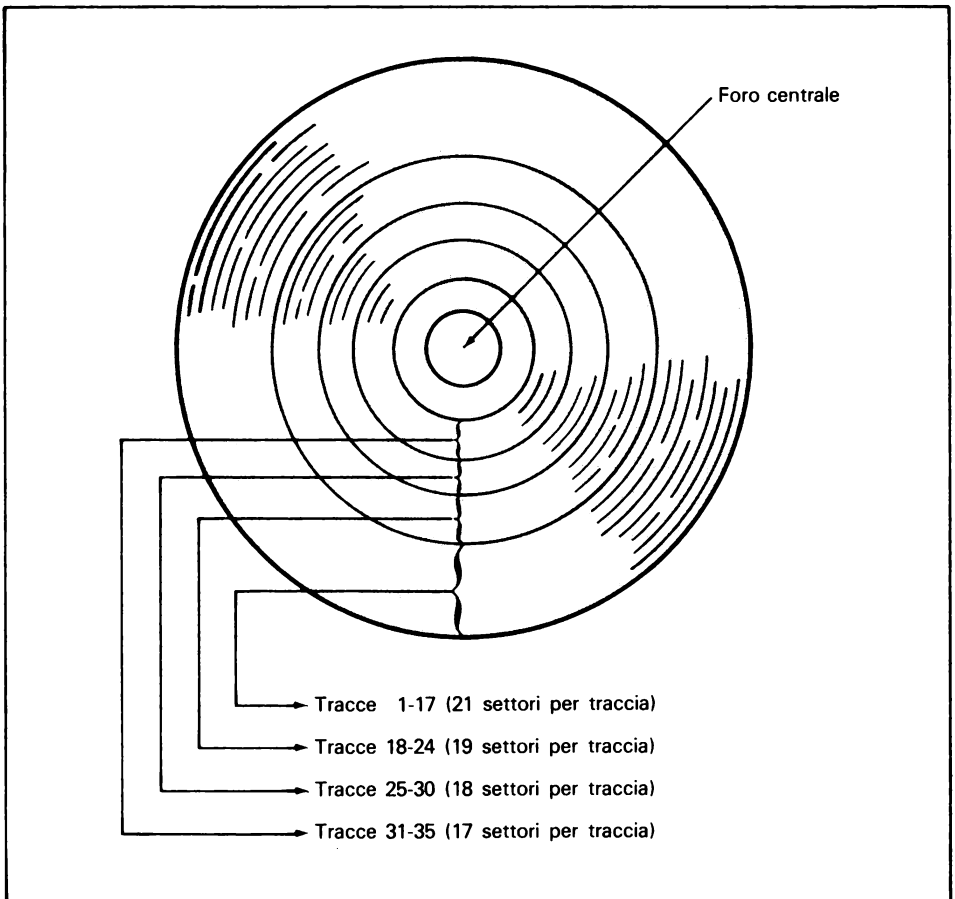 Foro centrale
Tracce 1-17 (21 settori per traccia)
Tracce 18-24 (19 settori per traccia)
Tracce 25-30 (18 settori per traccia)
Tracce 31-35 (17 settori per traccia)